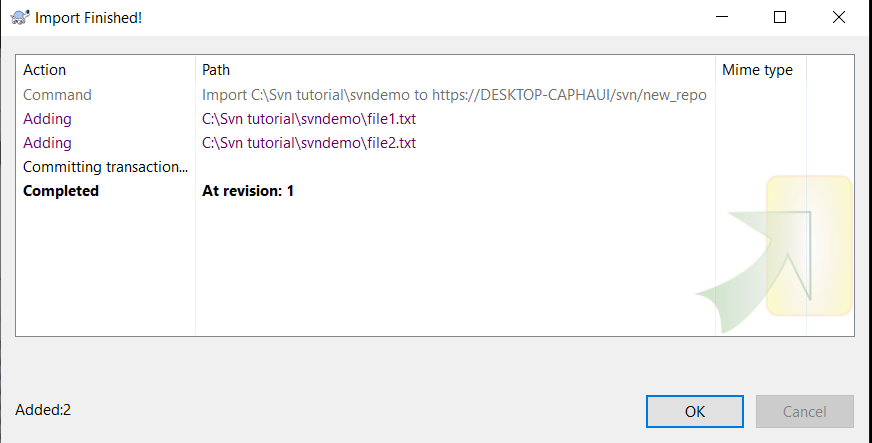 Import Finished!
Action Path Mime type
Command Import C:\Svn tutorial\svndemo to https://DESKTOP-CAPHAUI/svn/new_repo
Adding C:\Svn tutorial\svndemo\file1.txt
Adding C:\Svn tutorial\svndemo\file2.txt
Committing transaction...
Completed At revision: 1
Added:2
OK Cancel